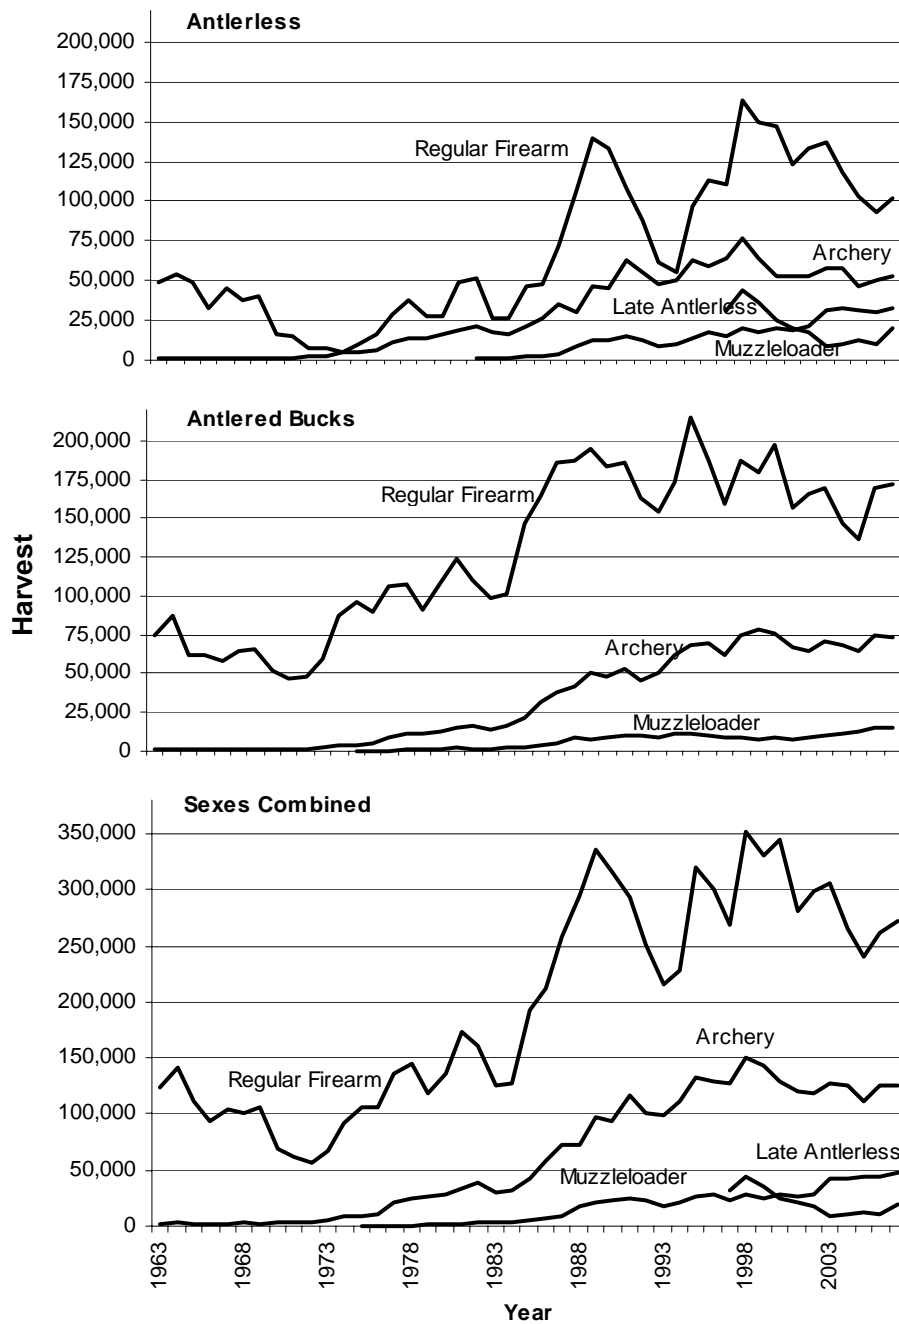 Antlerless
200,000
175,000
150,000
Regular Firearm
125,000
100,000
75,000
Archery
50,000
Late Antlerless
25,000
Muzzleloader
0
Antlered Bucks
200,000
175,000
Regular Firearm
150,000
125,000
100,000
75,000
Archery
50,000
25,000
Muzzleloader
0
Harvest
Sexes Combined
350,000
300,000
250,000
200,000
150,000
Archery
Regular Firearm
100,000
Late Antlerless
50,000
Muzzleloader
0
1963 1968 1973 1978 1983 1988 1993 1998 2003
Year